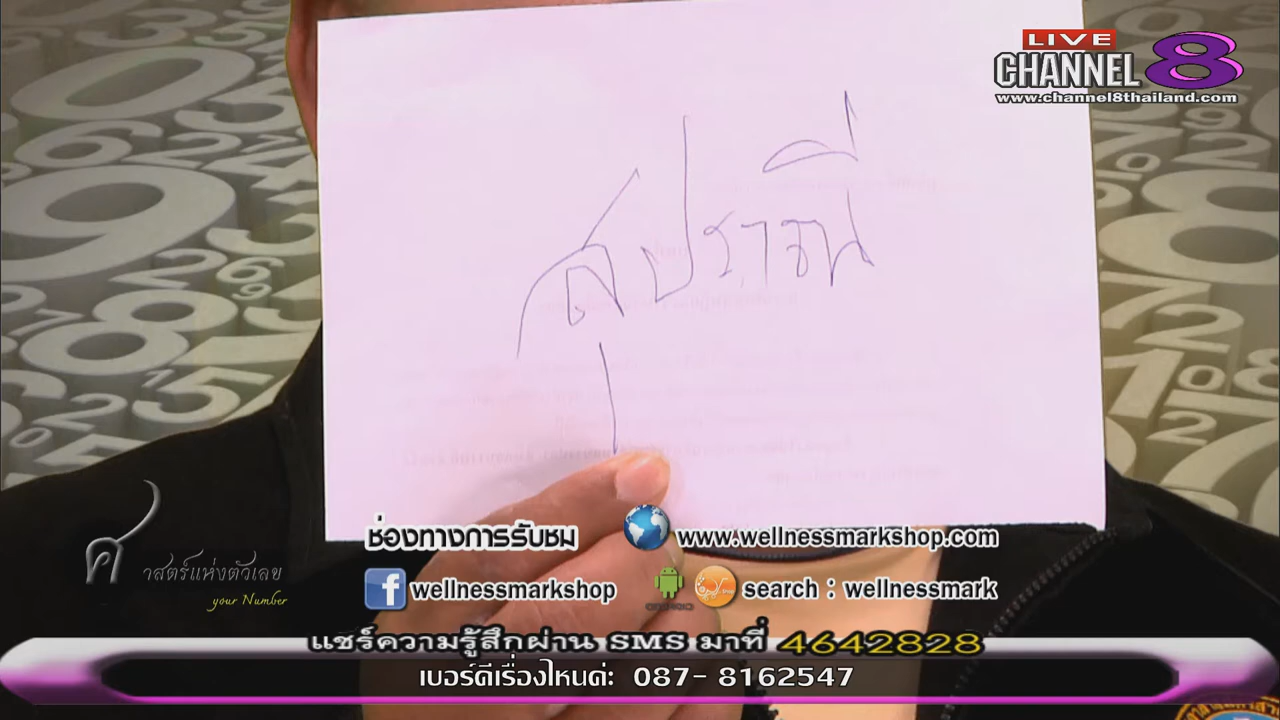 LIVE
CHANNEL 8
www.channel8thailand.com
สุปราณี
ช่องทางการรับชม
www.wellnessmarkshop.com
wellnessmarkshop
search : wellnessmark
ศาสตร์แห่งตัวเลข
your Number
แชร์ความรู้สึกผ่าน SMS มาที่ 4642828
เบอร์ดีเรื่องไหนด่: 087- 8162547